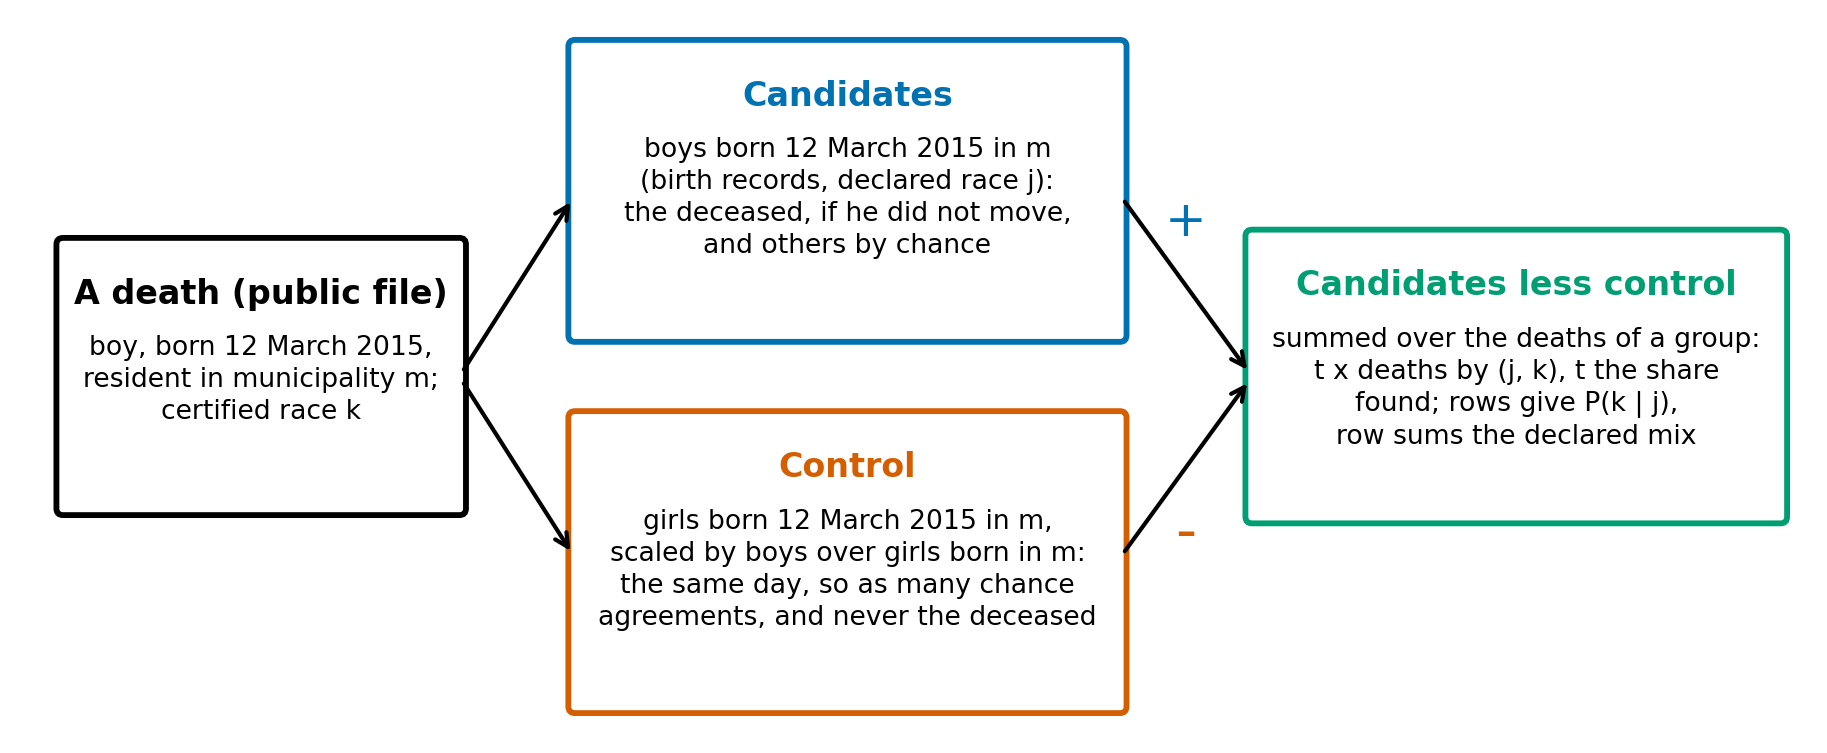 A death (public file)
boy, born 12 March 2015,
resident in municipality m;
certified race k
Candidates
boys born 12 March 2015 in m
(birth records, declared race j):
the deceased, if he did not move,
and others by chance
Control
girls born 12 March 2015 in m,
scaled by boys over girls born in m:
the same day, so as many chance
agreements, and never the deceased
+
–
Candidates less control
summed over the deaths of a group:
t x deaths by (j, k), t the share
found; rows give P(k | j),
row sums the declared mix